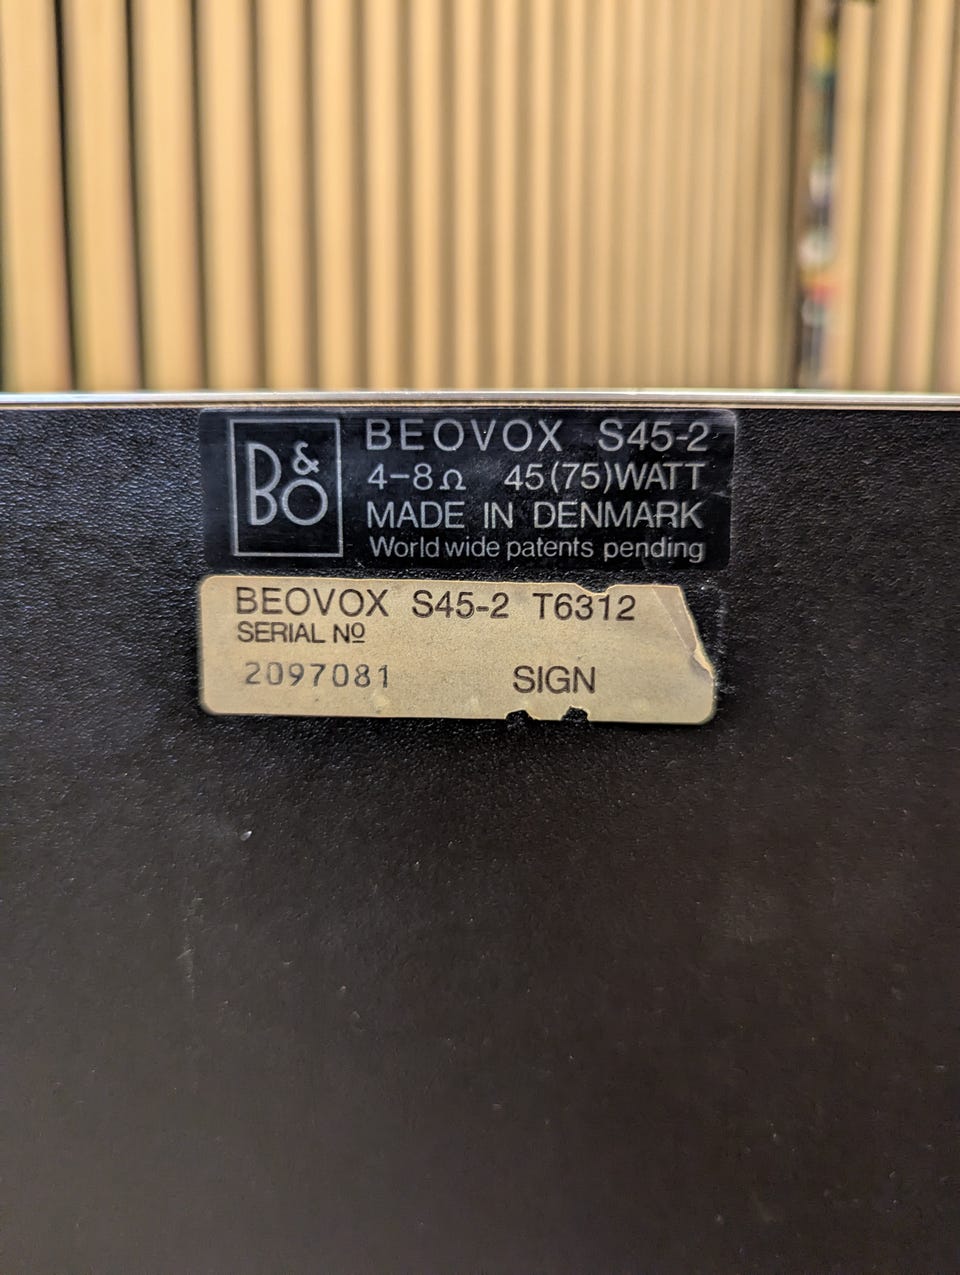 B&O
BEOVOX S45-2
4-8Ω 45(75)WATT
MADE IN DENMARK
World wide patents pending
BEOVOX S45-2 T6312
SERIAL Nº
2097081 SIGN